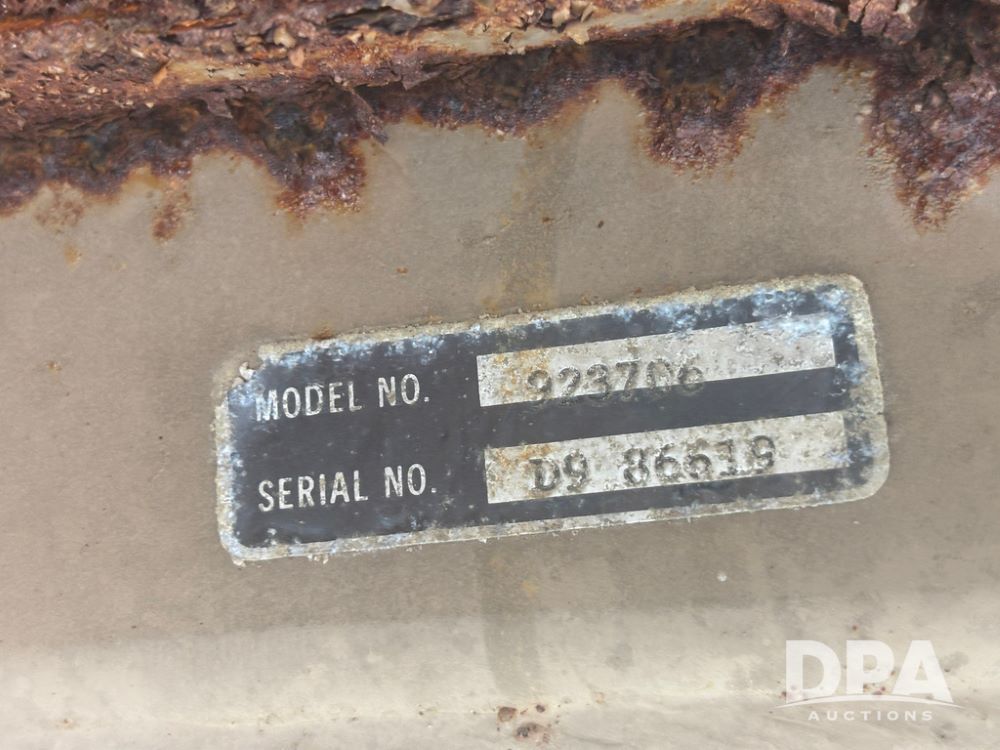 MODEL NO. 923706
SERIAL NO. D9 86619
DPA
AUCTIONS